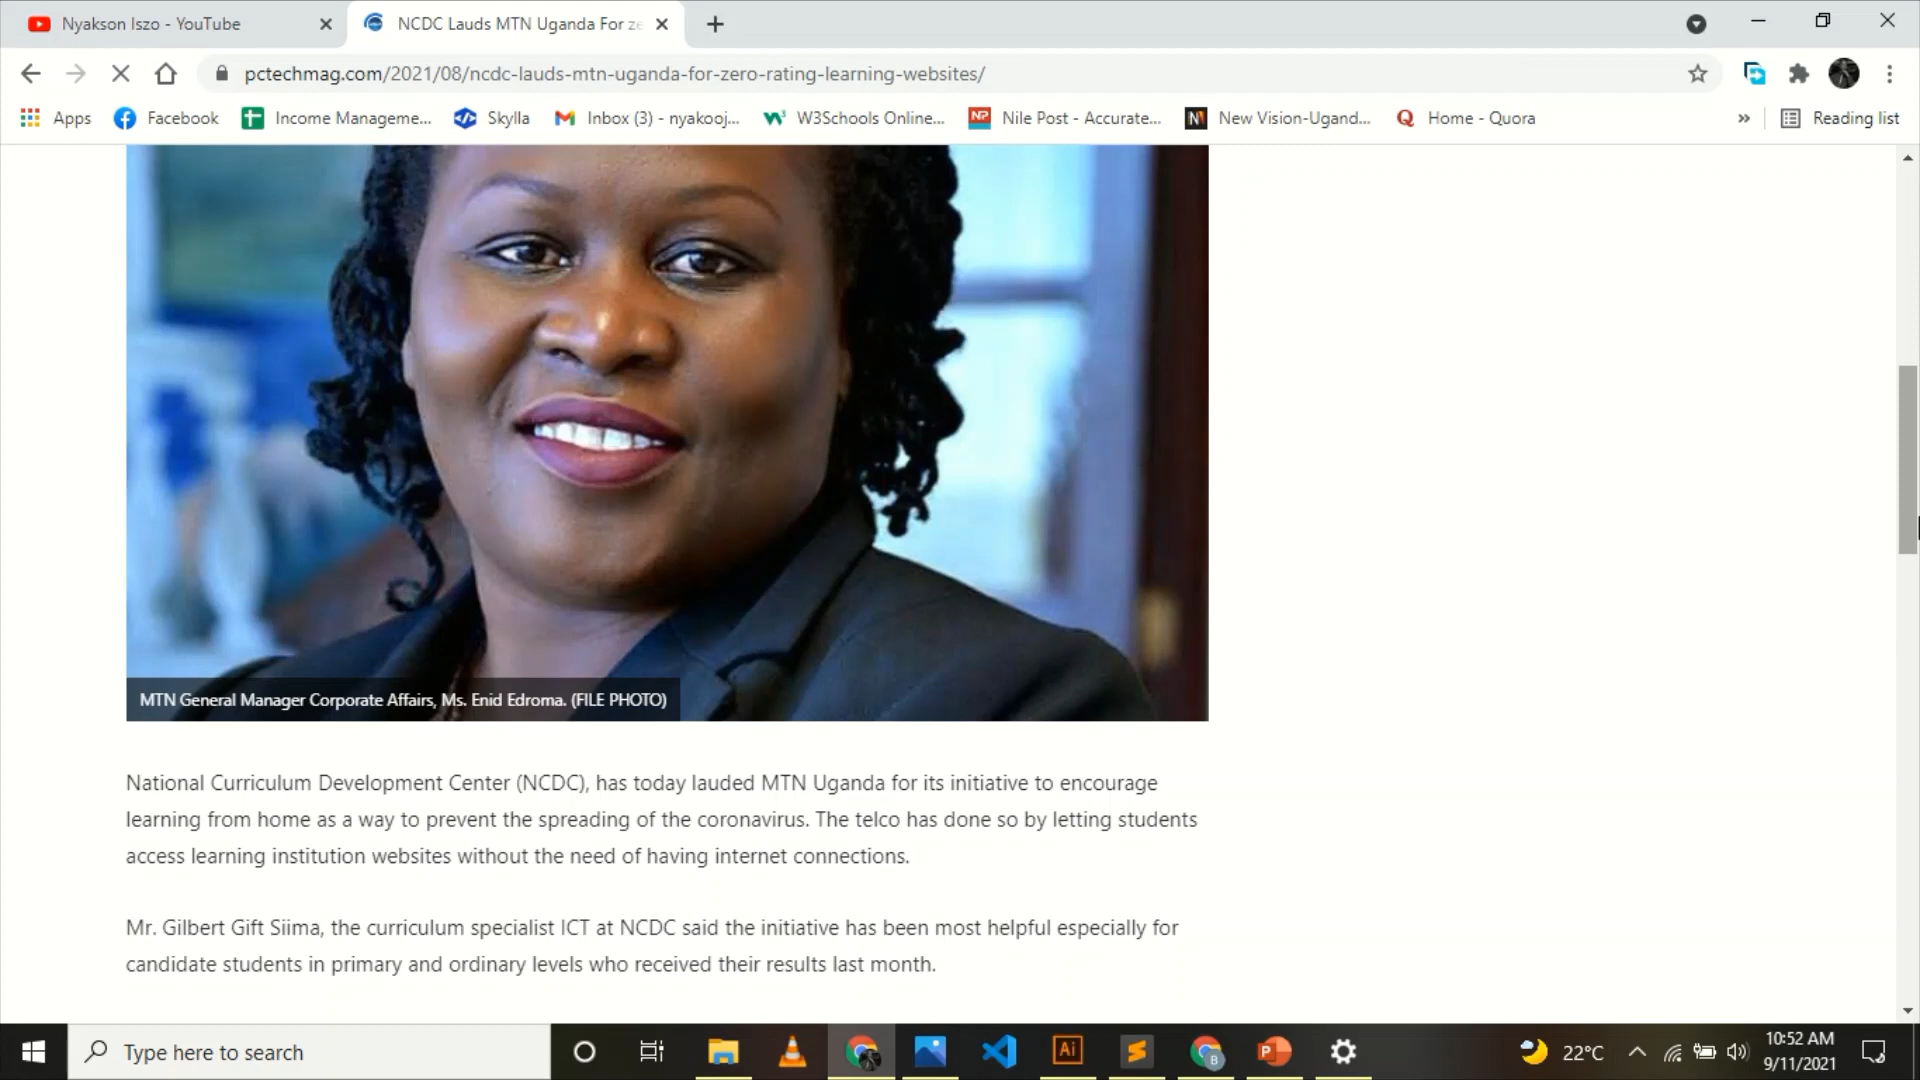 Nyakson Iszo - YouTube
NCDC Lauds MTN Uganda For ze
pctechmag.com/2021/08/ncdc-lauds-mtn-uganda-for-zero-rating-learning-websites/
Apps
Facebook
Income Manageme...
Skylla
Inbox (3) - nyakooj...
W3Schools Online...
NP
Nile Post - Accurate...
N
New Vision-Ugand...
Q
Home - Quora
»
Reading list
MTN General Manager Corporate Affairs, Ms. Enid Edroma. (FILE PHOTO)
National Curriculum Development Center (NCDC), has today lauded MTN Uganda for its initiative to encourage
learning from home as a way to prevent the spreading of the coronavirus. The telco has done so by letting students
access learning institution websites without the need of having internet connections.
Mr. Gilbert Gift Siima, the curriculum specialist ICT at NCDC said the initiative has been most helpful especially for
candidate students in primary and ordinary levels who received their results last month.
Type here to search
Ai
B
P
22°C
10:52 AM
9/11/2021